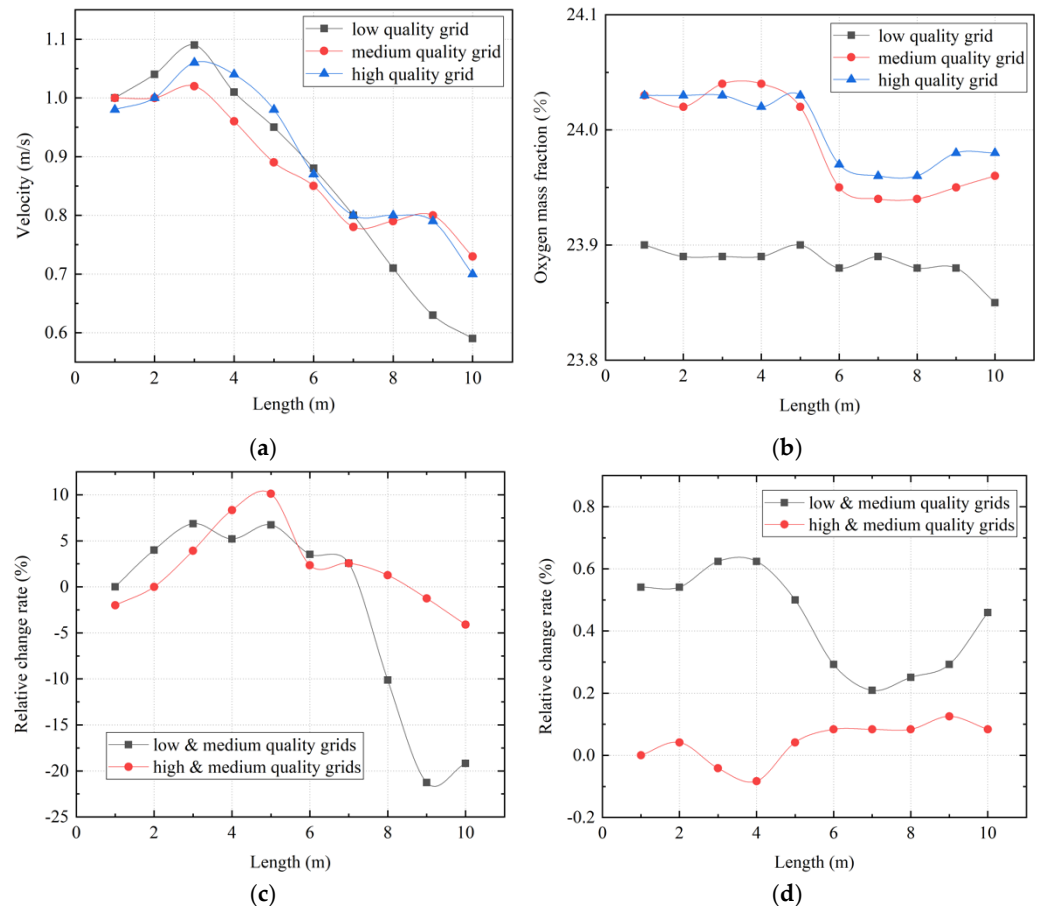 low quality grid
medium quality grid
high quality grid
Velocity (m/s)
1.1
1.0
0.9
0.8
0.7
0.6
0 2 4 6 8 10
Length (m)
(a)
low quality grid
medium quality grid
high quality grid
Oxygen mass fraction (%)
24.1
24.0
23.9
23.8
0 2 4 6 8 10
Length (m)
(b)
Relative change rate (%)
10
5
0
-5
-10
-15
-20
-25
low & medium quality grids
high & medium quality grids
0 2 4 6 8 10
Length (m)
(c)
low & medium quality grids
high & medium quality grids
Relative change rate (%)
0.8
0.6
0.4
0.2
0.0
-0.2
0 2 4 6 8 10
Length (m)
(d)